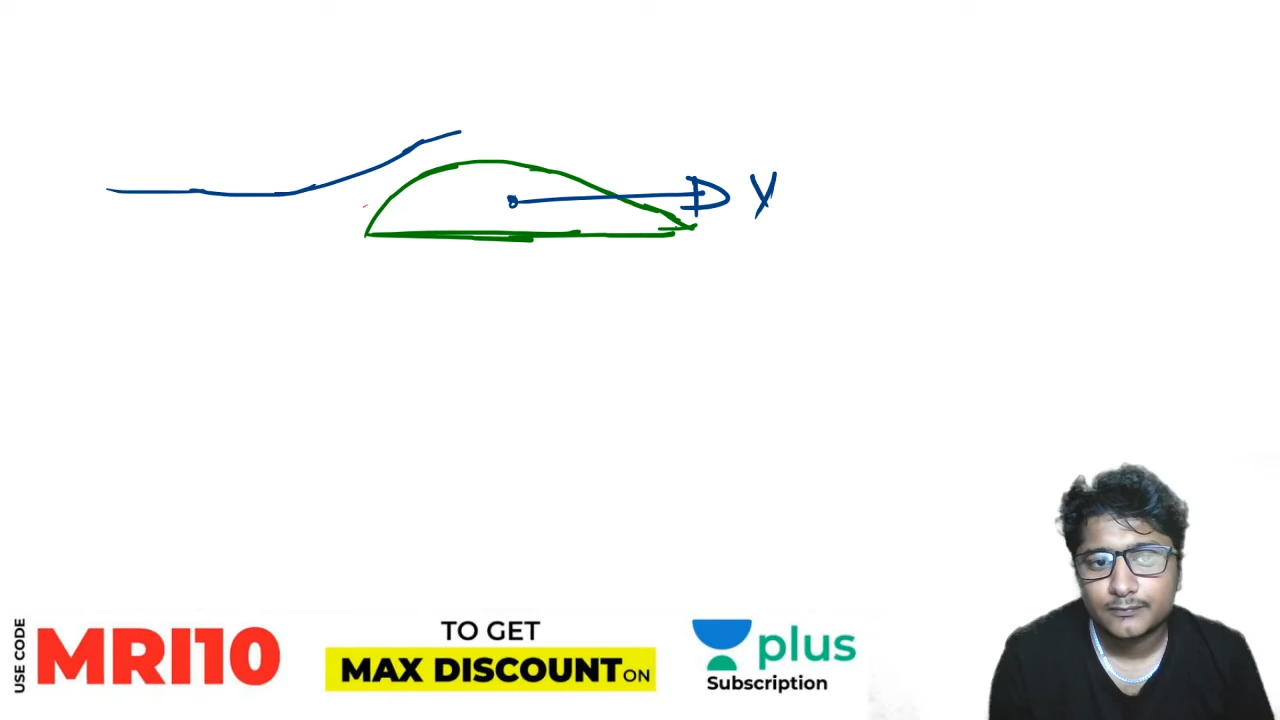 D Y
USE CODE
MRI10
TO GET
MAX DISCOUNT ON
plus
Subscription